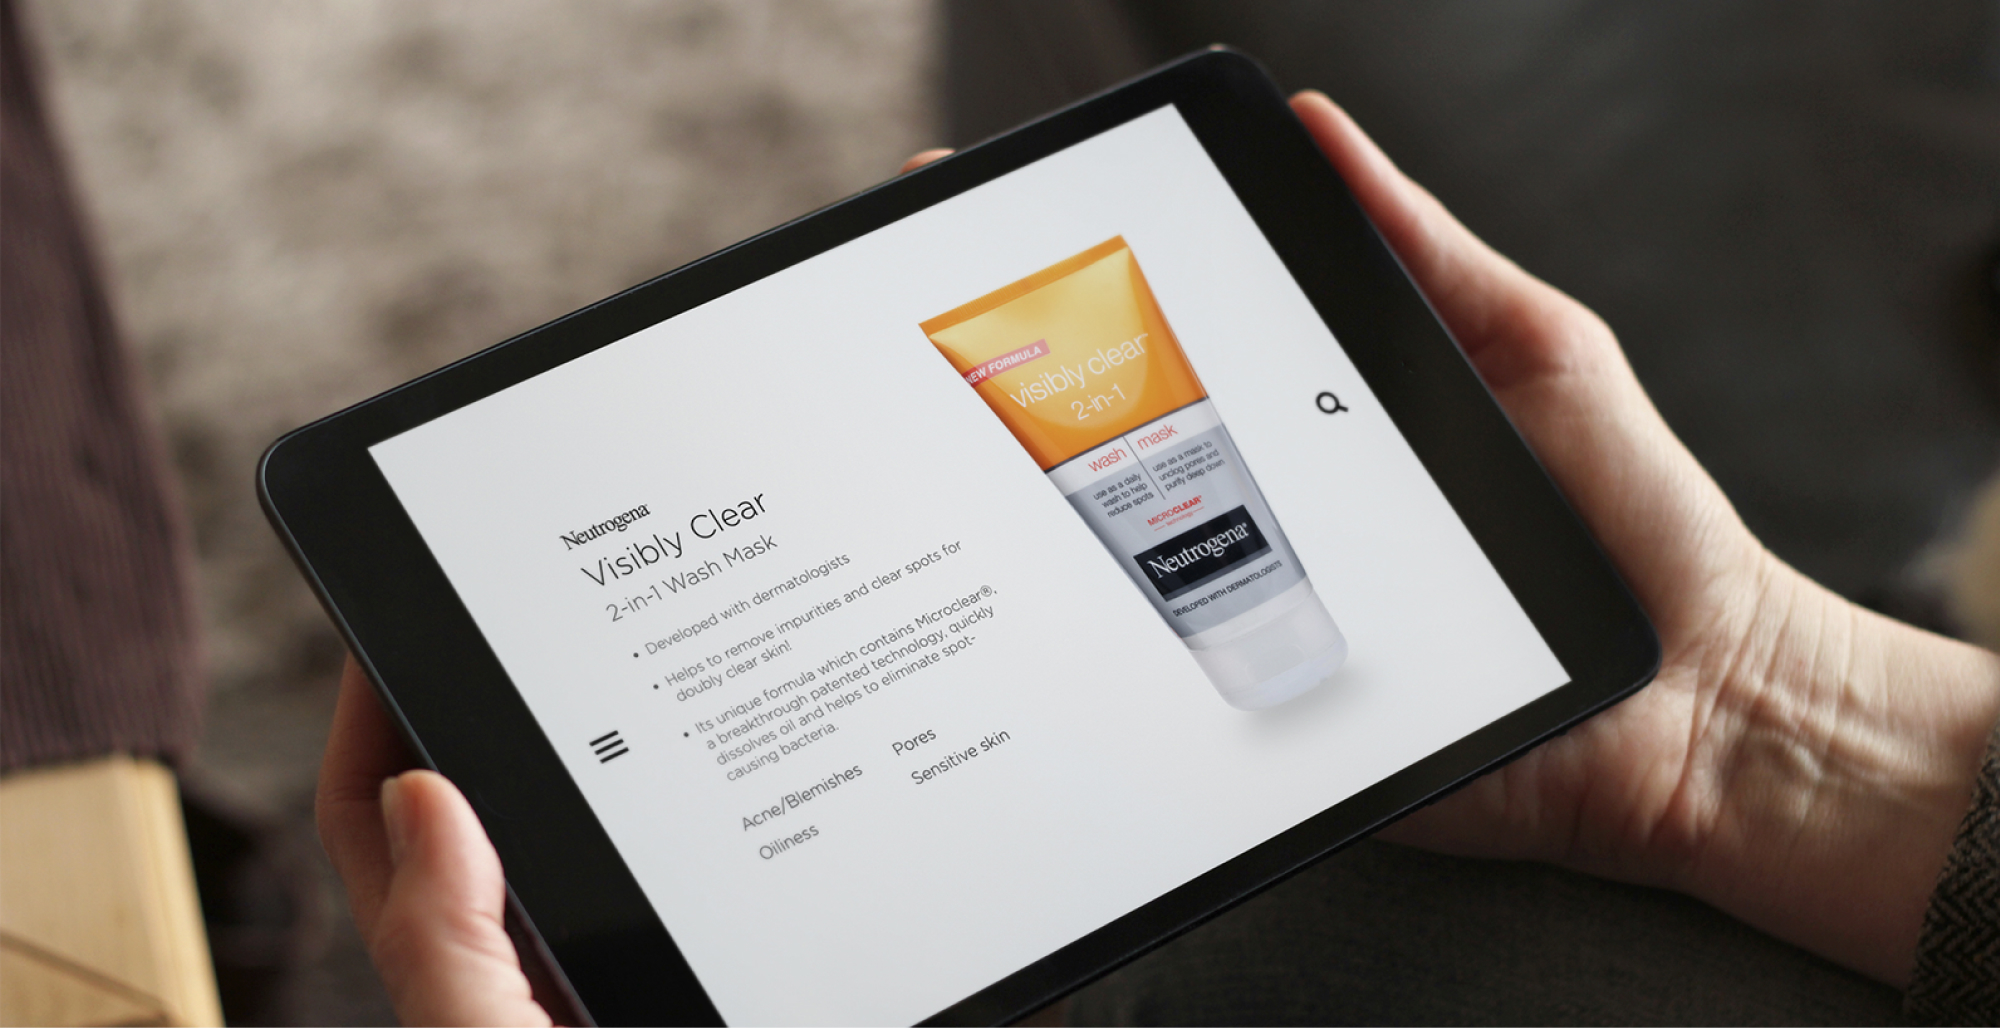 Neutrogena
Visibly Clear
2-in-1 Wash Mask
• Developed with dermatologists
• Helps to remove impurities and clear spots for
doubly clear skin!
• Its unique formula which contains Microclear®,
a breakthrough patented technology, quickly
dissolves oil and helps to eliminate spot-
causing bacteria.
Acne/Blemishes
Oiliness
Pores
Sensitive skin
NEW FORMULA
visibly clear
2-in-1
wash
use as a daily
wash to help
reduce spots
mask
use as a mask to
unclog pores and
purify deep down
MICROCLEAR®
technology
Neutrogena®
DEVELOPED WITH DERMATOLOGISTS